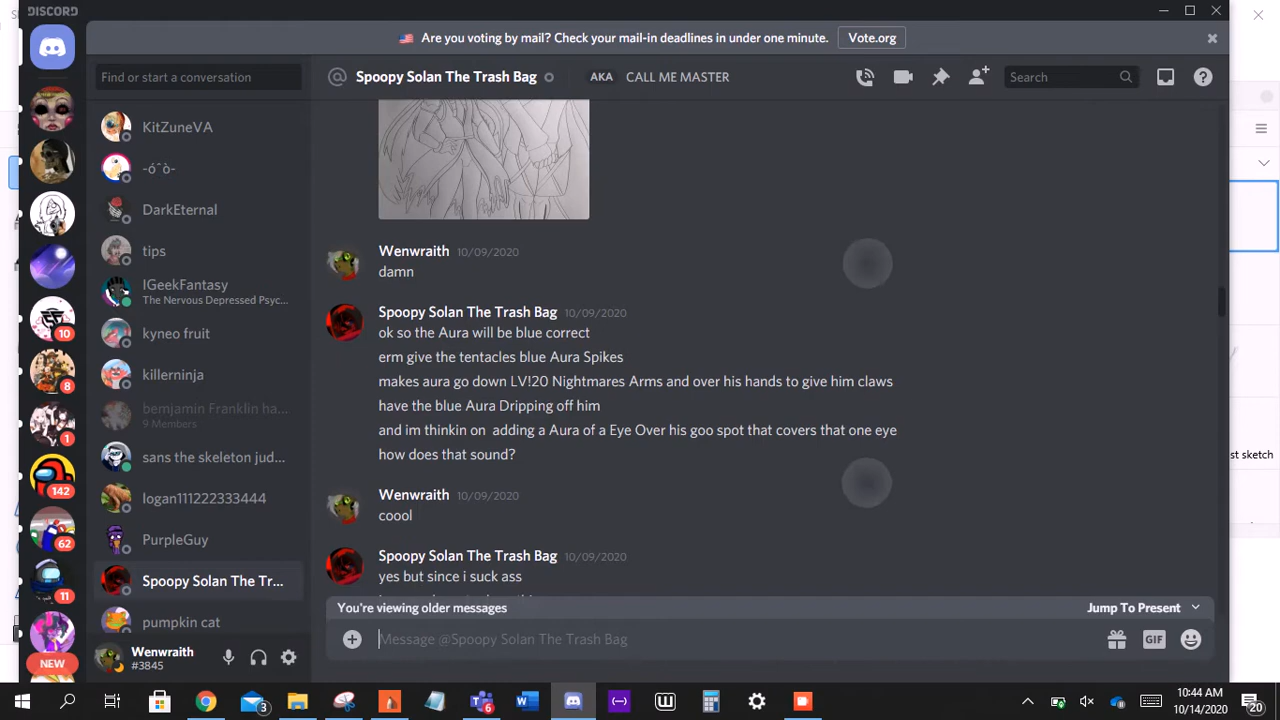 DISCORD
Are you voting by mail? Check your mail-in deadlines in under one minute. Vote.org
Find or start a conversation
@ Spoopy Solan The Trash Bag AKA CALL ME MASTER
Search
KitZuneVA
-óˆò-
DarkEternal
tips
IGeekFantasy
The Nervous Depressed Psyc...
kyneo fruit
killerninja
bemjamin Franklin ha...
9 Members
sans the skeleton jud...
logan111222333444
PurpleGuy
Spoopy Solan The Tr...
pumpkin cat
10
8
1
142
62
11
NEW
Wenwraith
#3845
Wenwraith 10/09/2020
damn
Spoopy Solan The Trash Bag 10/09/2020
ok so the Aura will be blue correct
erm give the tentacles blue Aura Spikes
makes aura go down LV!20 Nightmares Arms and over his hands to give him claws
have the blue Aura Dripping off him
and im thinkin on adding a Aura of a Eye Over his goo spot that covers that one eye
how does that sound?
Wenwraith 10/09/2020
coool
Spoopy Solan The Trash Bag 10/09/2020
yes but since i suck ass
You're viewing older messages
Jump To Present
Message @Spoopy Solan The Trash Bag
GIF
st sketch
3
6
10:44 AM
10/14/2020
20